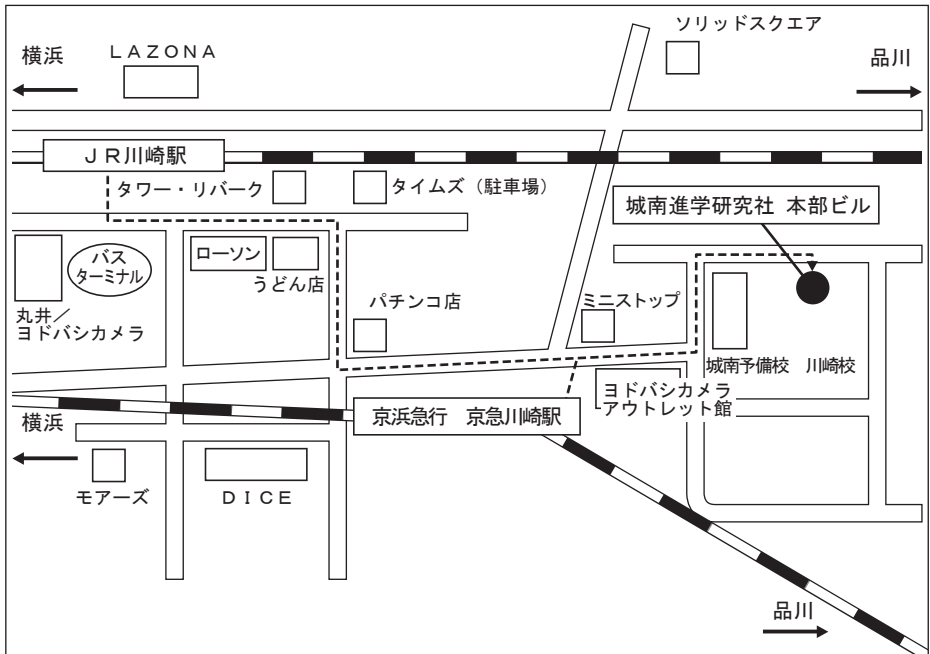 ソリッドスクエア
横浜
ＬＡＺＯＮＡ
品川
ＪＲ川崎駅
タワー・リバーク
タイムズ（駐車場）
城南進学研究社 本部ビル
バス
ターミナル
ローソン
うどん店
丸井／
ヨドバシカメラ
パチンコ店
ミニストップ
城南予備校　川崎校
ヨドバシカメラ
アウトレット館
京浜急行　京急川崎駅
横浜
モアーズ
ＤＩＣＥ
品川